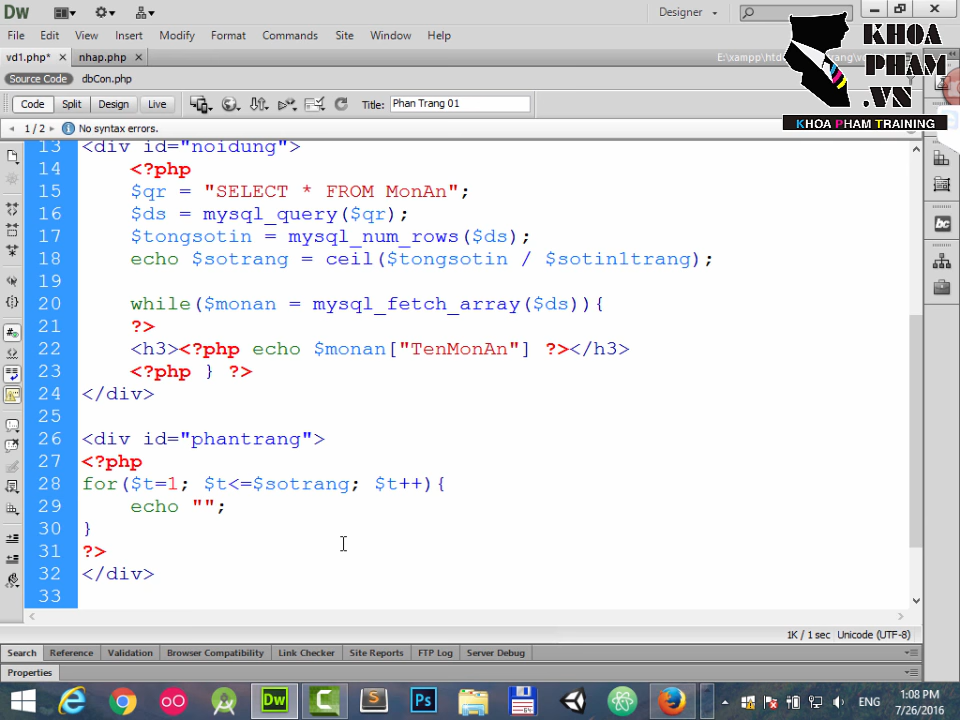 Dw
Designer
File Edit View Insert Modify Format Commands Site Window Help
vd1.php* × nhap.php ×
Source Code dbCon.php
Code Split Design Live Title: Phan Trang 01
1 / 2 No syntax errors.
KHOA
PHAM
.VN
KHOA PHAM TRAINING
13 <div id="noidung">
14 <?php
15 $qr = "SELECT * FROM MonAn";
16 $ds = mysql_query($qr);
17 $tongsotin = mysql_num_rows($ds);
18 echo $sotrang = ceil($tongsotin / $sotin1trang);
19
20 while($monan = mysql_fetch_array($ds)){
21 ?>
22 <h3><?php echo $monan["TenMonAn"] ?></h3>
23 <?php } ?>
24 </div>
25
26 <div id="phantrang">
27 <?php
28 for($t=1; $t<=$sotrang; $t++){
29 echo "";
30 }
31 ?>
32 </div>
33
1K / 1 sec Unicode (UTF-8)
Search Reference Validation Browser Compatibility Link Checker Site Reports FTP Log Server Debug
Properties
Dw C S Ps
ENG
1:08 PM
7/26/2016